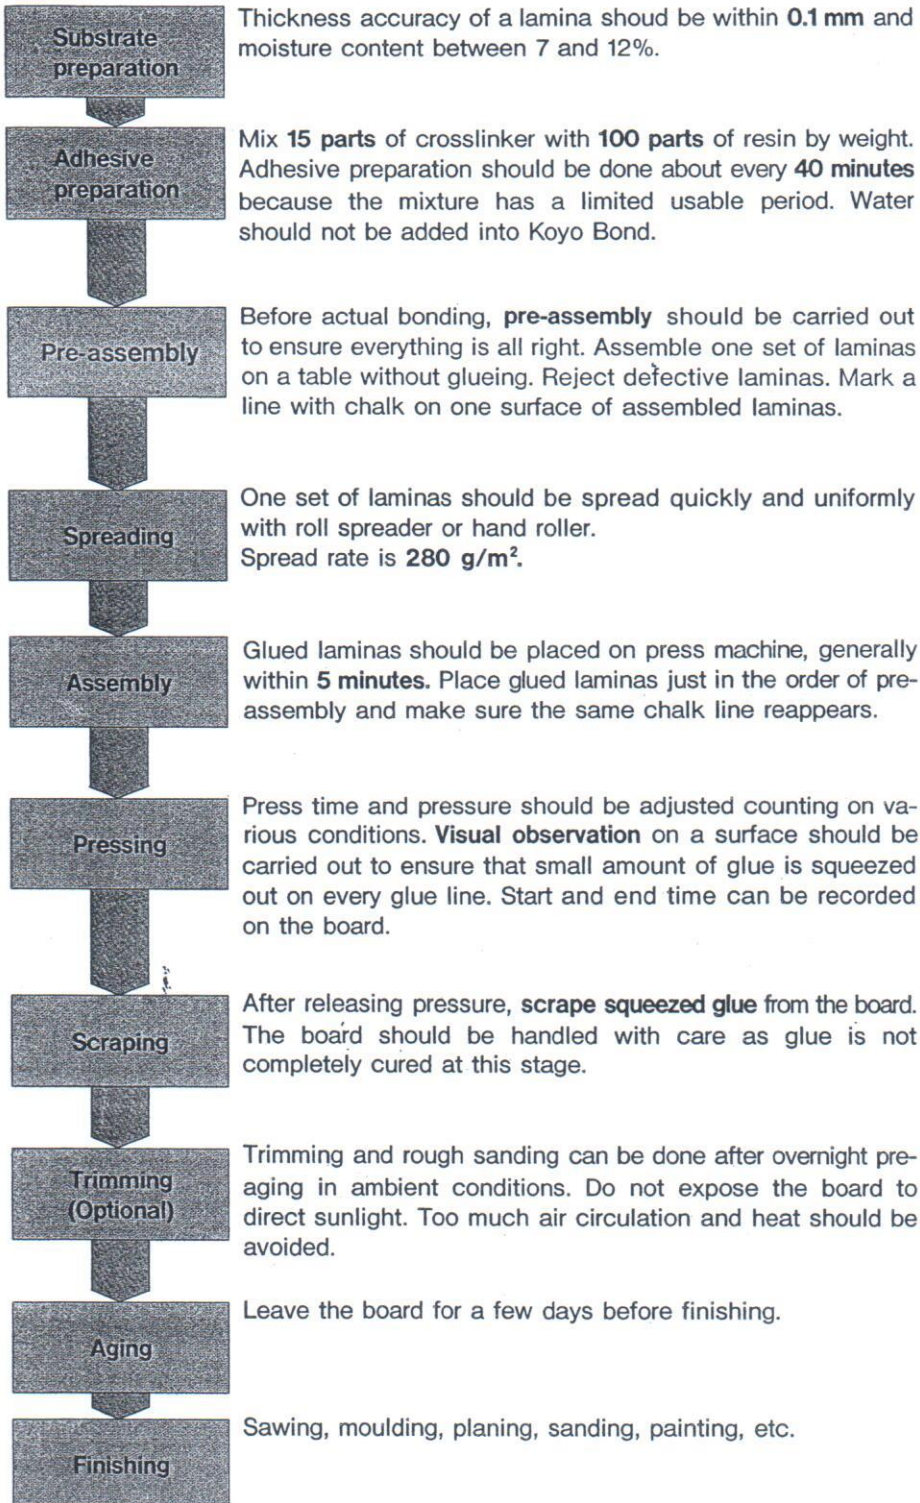 Substrate
preparation
Thickness accuracy of a lamina shoud be within 0.1 mm and
moisture content between 7 and 12%.
Adhesive
preparation
Mix 15 parts of crosslinker with 100 parts of resin by weight.
Adhesive preparation should be done about every 40 minutes
because the mixture has a limited usable period. Water
should not be added into Koyo Bond.
Pre-assembly
Before actual bonding, pre-assembly should be carried out
to ensure everything is all right. Assemble one set of laminas
on a table without glueing. Reject defective laminas. Mark a
line with chalk on one surface of assembled laminas.
Spreading
One set of laminas should be spread quickly and uniformly
with roll spreader or hand roller.
Spread rate is 280 g/m².
Assembly
Glued laminas should be placed on press machine, generally
within 5 minutes. Place glued laminas just in the order of pre-
assembly and make sure the same chalk line reappears.
Pressing
Press time and pressure should be adjusted counting on va-
rious conditions. Visual observation on a surface should be
carried out to ensure that small amount of glue is squeezed
out on every glue line. Start and end time can be recorded
on the board.
Scraping
After releasing pressure, scrape squeezed glue from the board.
The board should be handled with care as glue is not
completely cured at this stage.
Trimming
(Optional)
Trimming and rough sanding can be done after overnight pre-
aging in ambient conditions. Do not expose the board to
direct sunlight. Too much air circulation and heat should be
avoided.
Aging
Leave the board for a few days before finishing.
Finishing
Sawing, moulding, planing, sanding, painting, etc.